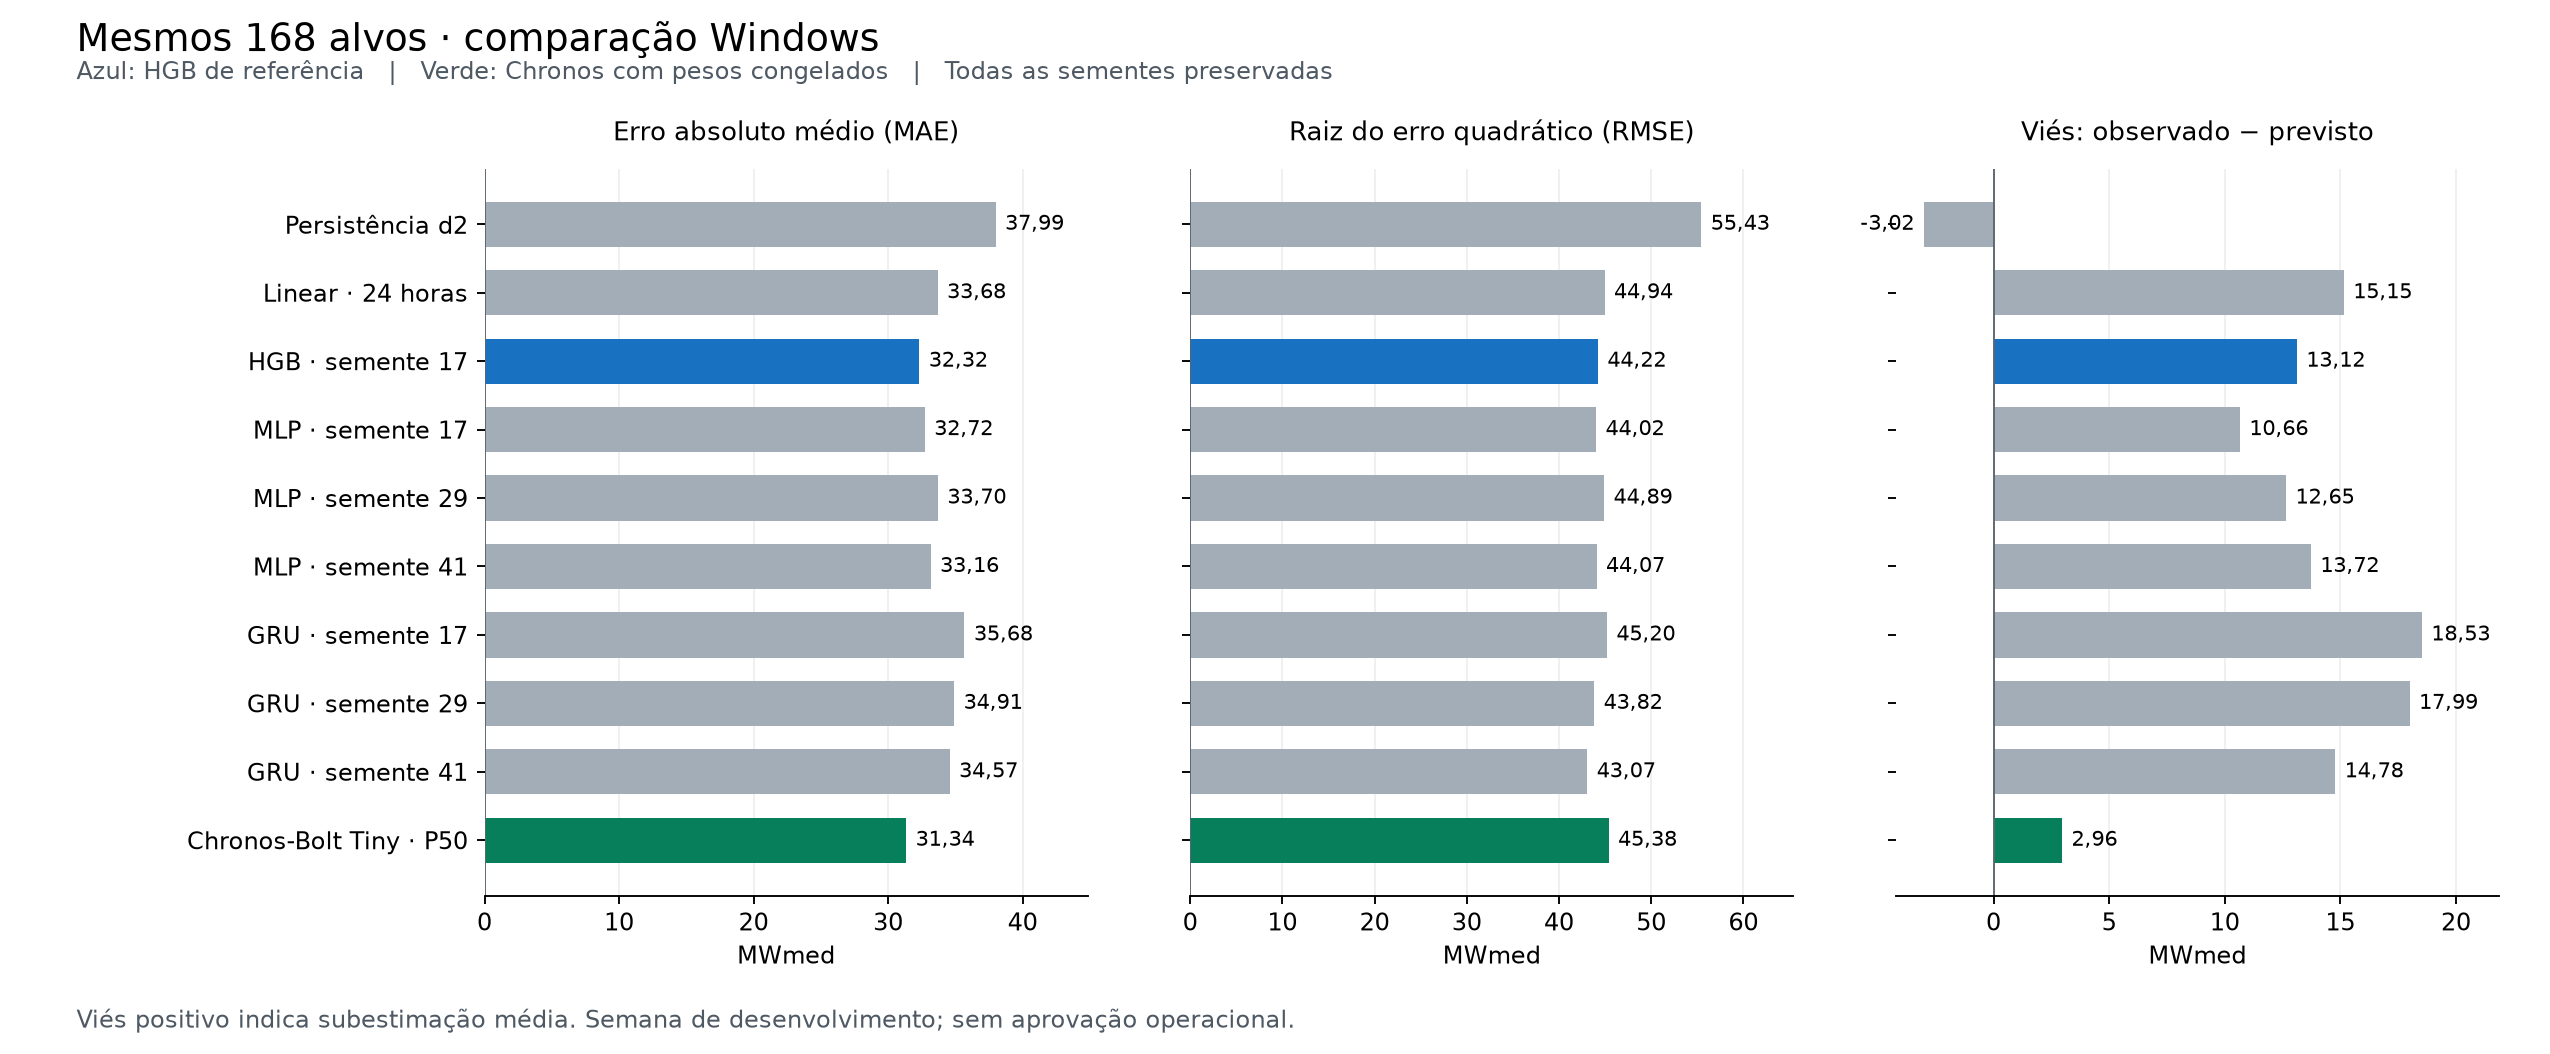 Mesmos 168 alvos · comparação Windows
Azul: HGB de referência | Verde: Chronos com pesos congelados | Todas as sementes preservadas
Erro absoluto médio (MAE)
Persistência d2 37,99
Linear · 24 horas 33,68
HGB · semente 17 32,32
MLP · semente 17 32,72
MLP · semente 29 33,70
MLP · semente 41 33,16
GRU · semente 17 35,68
GRU · semente 29 34,91
GRU · semente 41 34,57
Chronos-Bolt Tiny · P50 31,34
0 10 20 30 40
MWmed
Raiz do erro quadrático (RMSE)
55,43
44,94
44,22
44,02
44,89
44,07
45,20
43,82
43,07
45,38
0 10 20 30 40 50 60
MWmed
Viés: observado − previsto
-3,02
15,15
13,12
10,66
12,65
13,72
18,53
17,99
14,78
2,96
0 5 10 15 20
MWmed
Viés positivo indica subestimação média. Semana de desenvolvimento; sem aprovação operacional.